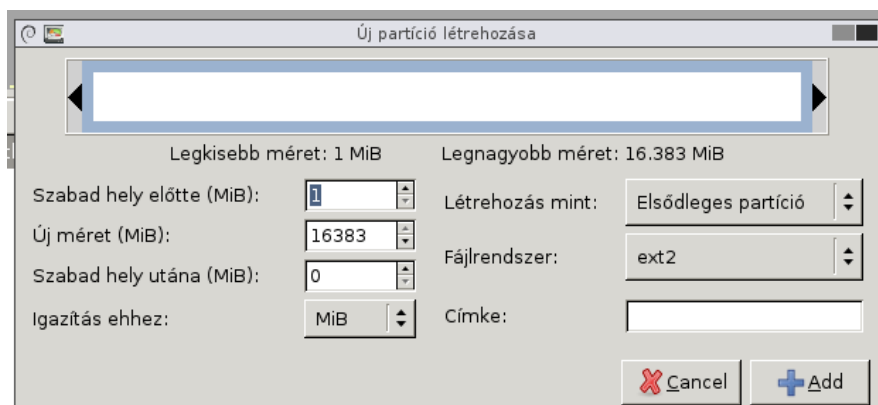 Új partíció létrehozása
Legkisebb méret: 1 MiB
Legnagyobb méret: 16.383 MiB
Szabad hely előtte (MiB):
1
Új méret (MiB):
16383
Szabad hely utána (MiB):
0
Igazítás ehhez:
MiB
Létrehozás mint:
Elsődleges partíció
Fájlrendszer:
ext2
Címke:
Cancel
Add